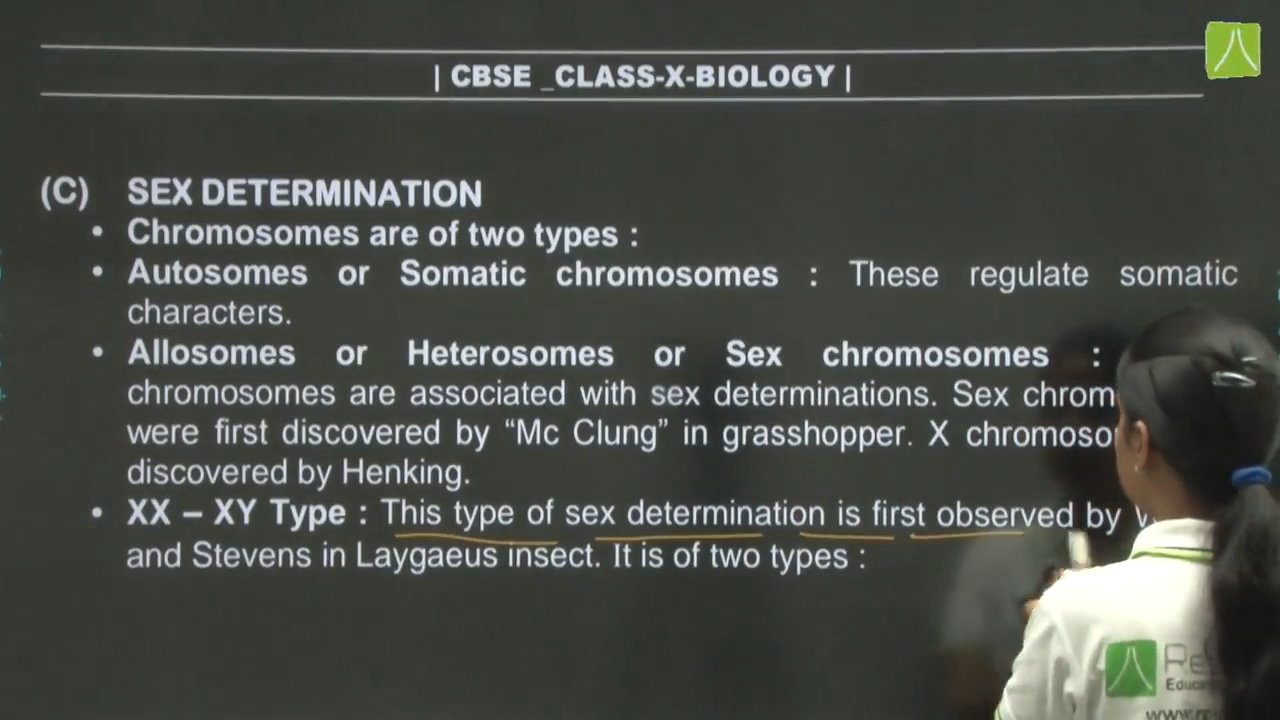 | CBSE _CLASS-X-BIOLOGY |
(C) SEX DETERMINATION
• Chromosomes are of two types :
• Autosomes or Somatic chromosomes : These regulate somatic
characters.
• Allosomes or Heterosomes or Sex chromosomes :
chromosomes are associated with sex determinations. Sex chrom
were first discovered by “Mc Clung” in grasshopper. X chromoso
discovered by Henking.
• XX – XY Type : This type of sex determination is first observed by
and Stevens in Laygaeus insect. It is of two types :